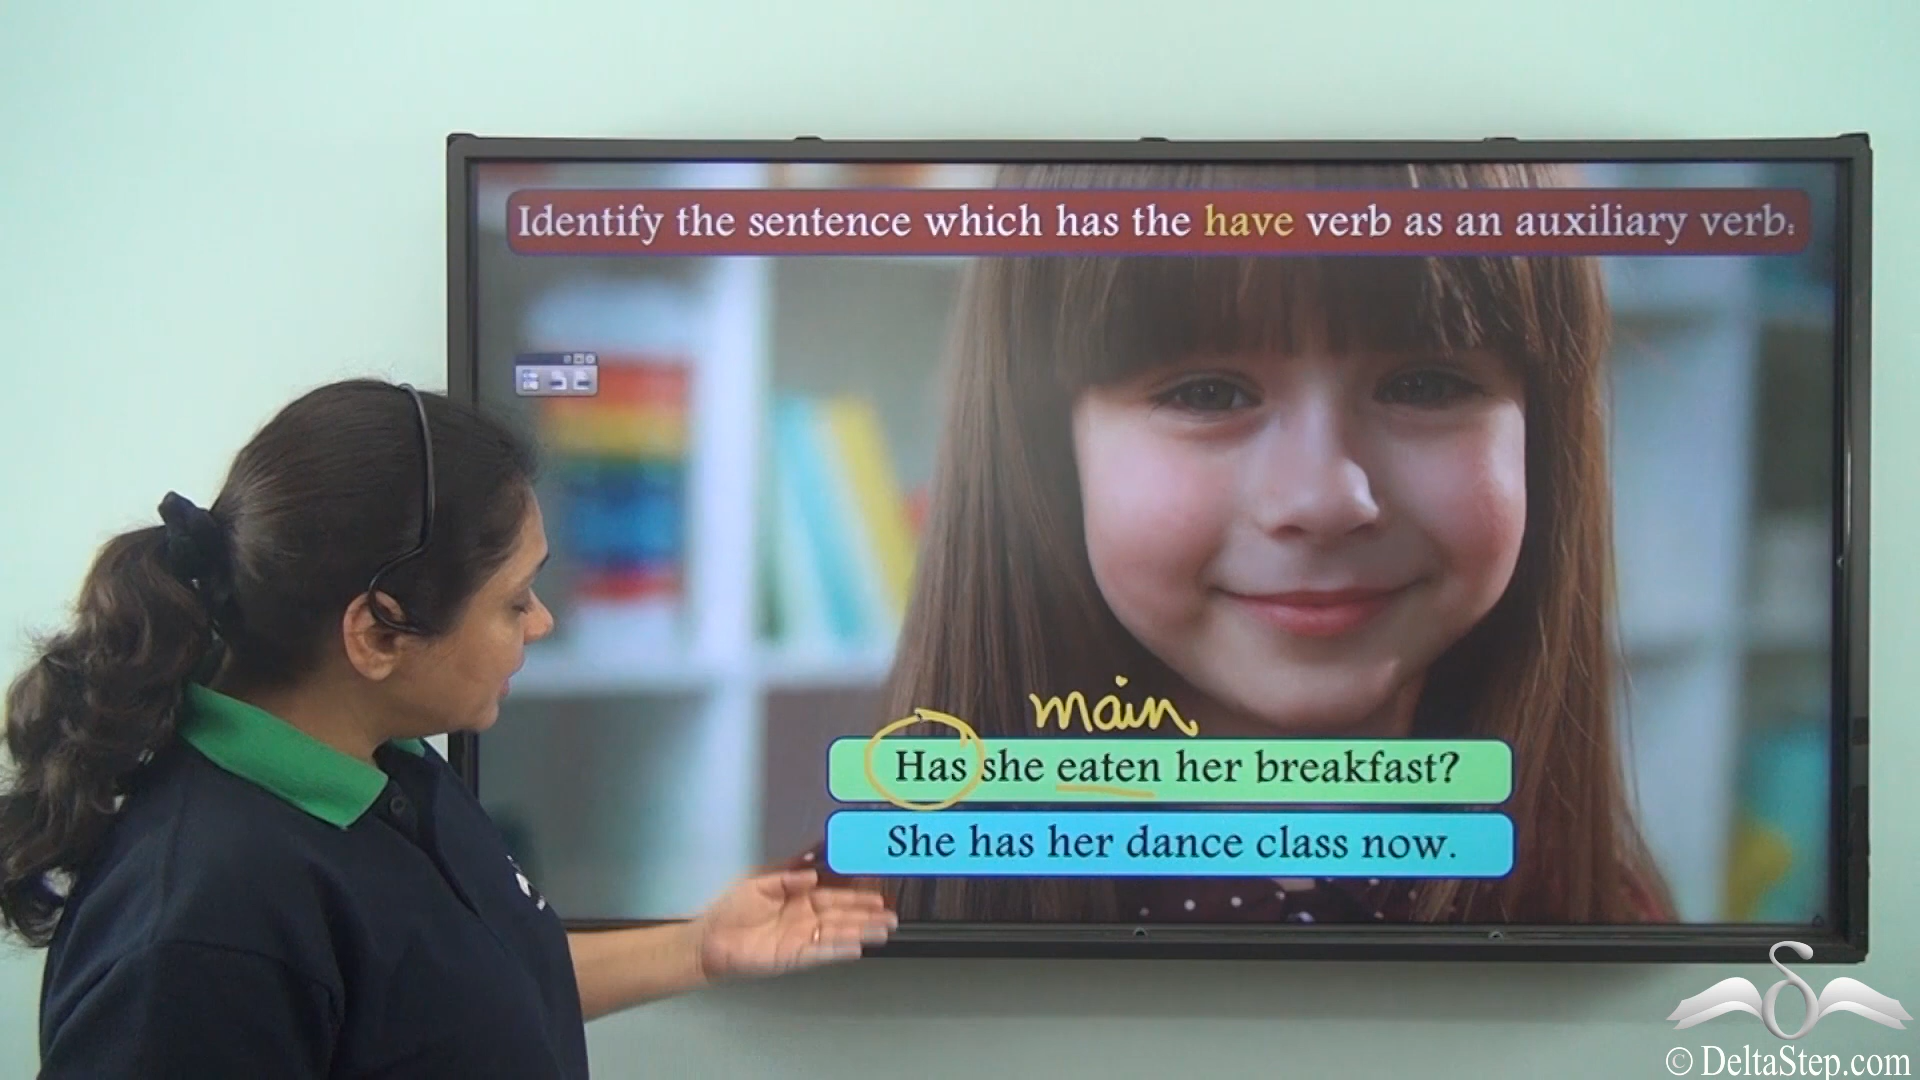 Identify the sentence which has the have verb as an auxiliary verb.
main
Has she eaten her breakfast?
She has her dance class now.
© DeltaStep.com